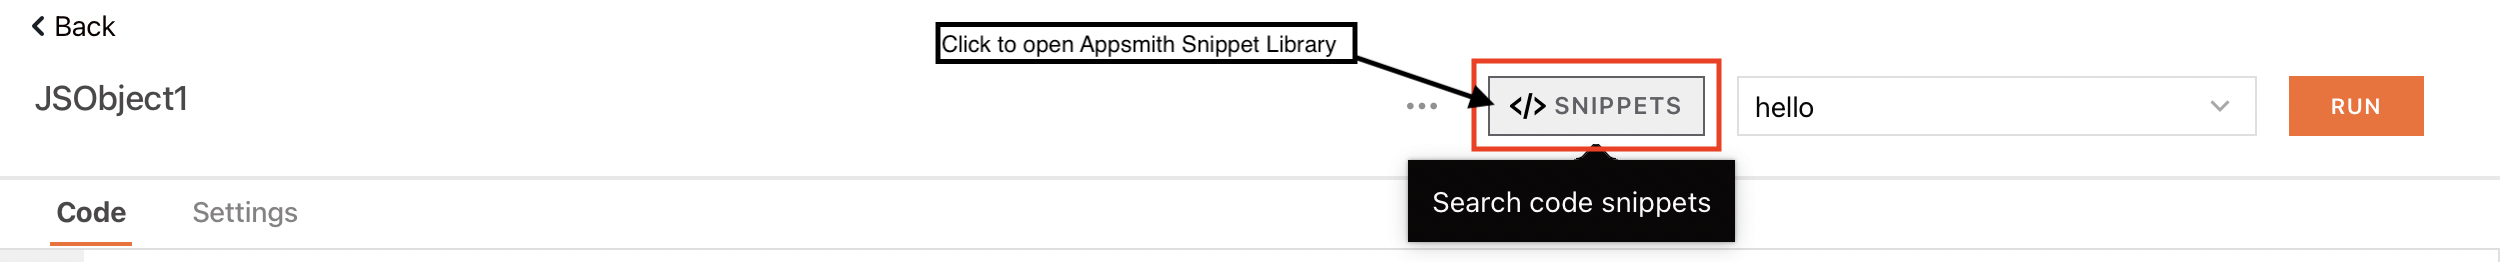 Back
Click to open Appsmith Snippet Library
JSObject1
</> SNIPPETS
hello
RUN
Search code snippets
Code
Settings